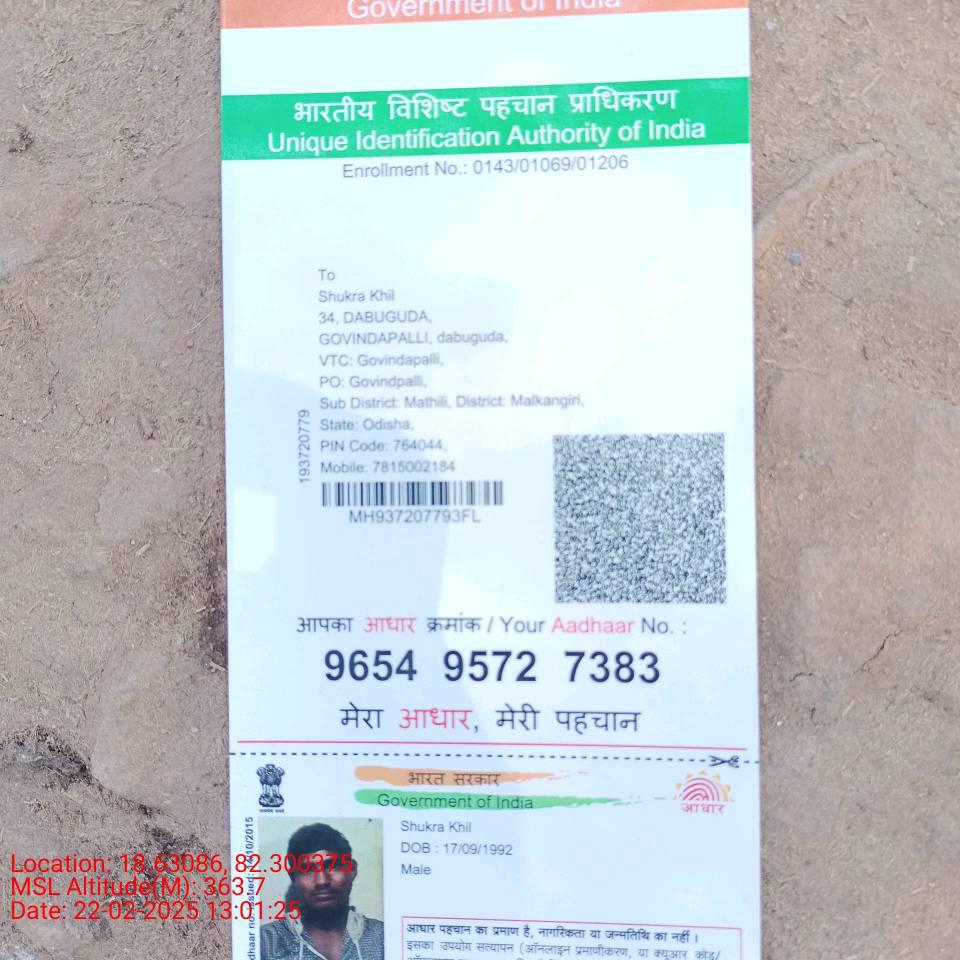 Government of India
भारतीय विशिष्ट पहचान प्राधिकरण
Unique Identification Authority of India
Enrollment No.: 0143/01069/01206
To
Shukra Khil
34, DABUGUDA,
GOVINDAPALLI, dabuguda,
VTC: Govindapalli,
PO: Govindpalli,
Sub District: Mathili, District: Malkangiri,
State: Odisha,
PIN Code: 764044,
Mobile: 7815002184
193720779
MH937207793FL
आपका आधार क्रमांक / Your Aadhaar No. :
9654 9572 7383
मेरा आधार, मेरी पहचान
भारत सरकार
Government of India
आधार
Shukra Khil
DOB : 17/09/1992
Male
10/2015
Location: 18.63086, 82.300375
MSL Altitude(M): 363.7
Date: 22-02-2025 13:01:25
आधार पहचान का प्रमाण है, नागरिकता या जन्मतिथि का नहीं ।
इसका उपयोग सत्यापन (ऑनलाइन प्रमाणीकरण, या क्यूआर कोड/